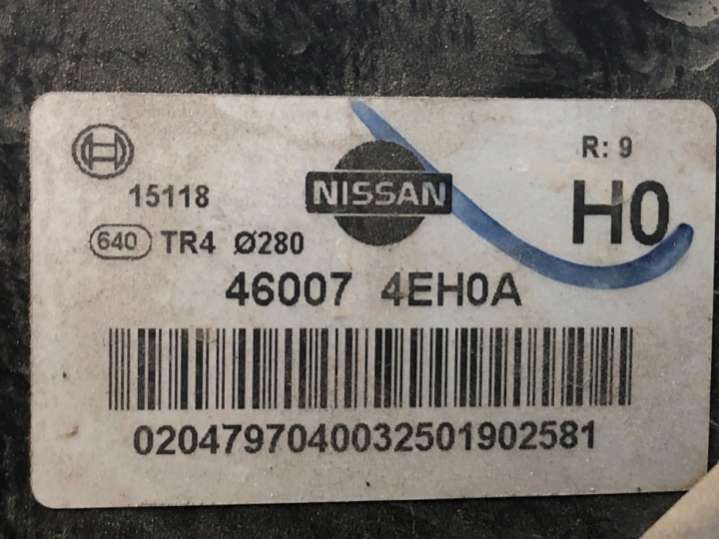 R: 9
15118
NISSAN
H0
640 TR4 Ø280
46007 4EH0A
0204797040032501902581